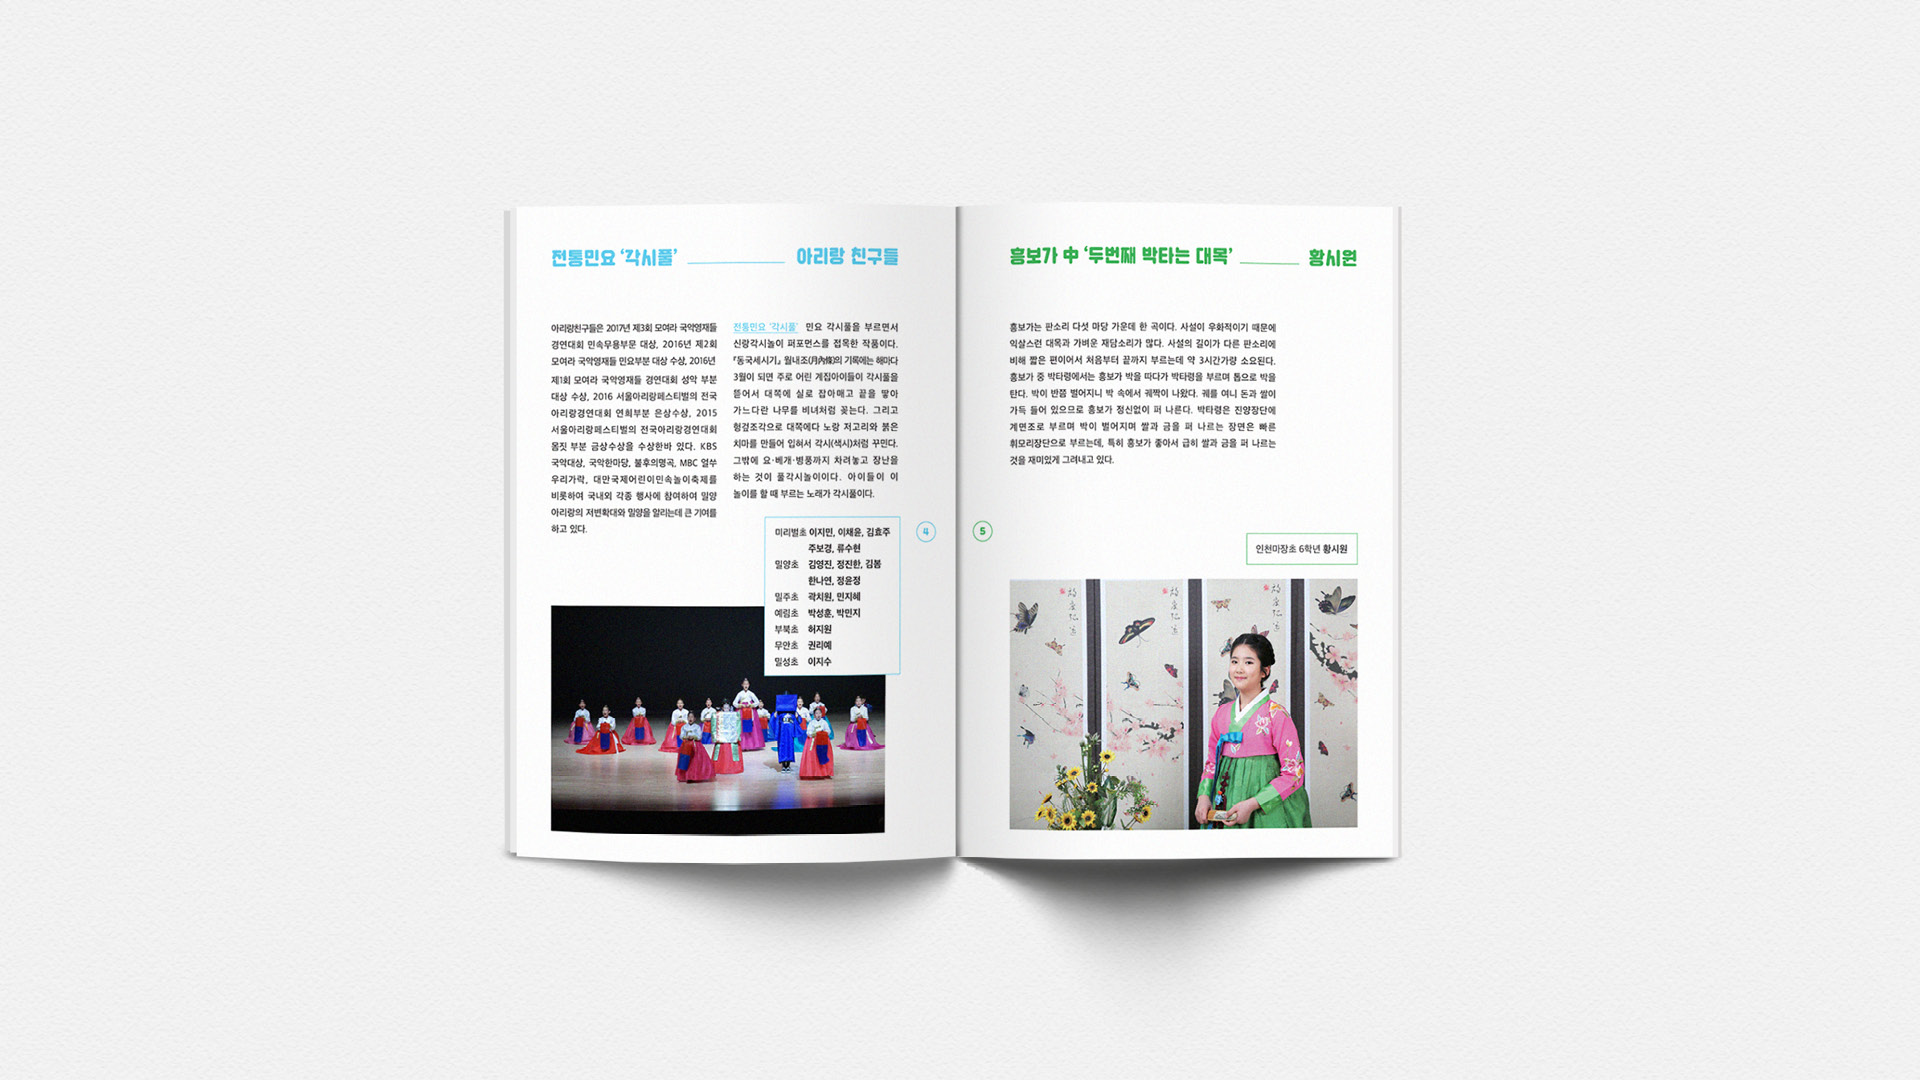 전통민요 ‘각시풀’ 아리랑 친구들
아리랑친구들은 2017년 제3회 모여라 국악영재들
경연대회 민속무용부문 대상, 2016년 제2회
모여라 국악영재들 민요부분 대상 수상, 2016년
제1회 모여라 국악영재들 경연대회 성악 부분
대상 수상, 2016 서울아리랑페스티벌의 전국
아리랑경연대회 연희부분 은상수상, 2015
서울아리랑페스티벌의 전국아리랑경연대회
몸짓 부분 금상수상을 수상한바 있다. KBS
국악대상, 국악한마당, 불후의명곡, MBC 얼쑤
우리가락, 대만국제어린이민속놀이축제를
비롯하여 국내외 각종 행사에 참여하여 밀양
아리랑의 저변확대와 밀양을 알리는데 큰 기여를
하고 있다.
전통민요 ‘각시풀’ 민요 각시풀을 부르면서
신랑각시놀이 퍼포먼스를 접목한 작품이다.
『동국세시기』 월내조(月內條)의 기록에는 해마다
3월이 되면 주로 어린 계집아이들이 각시풀을
뜯어서 대쪽에 실로 잡아매고 끝을 땋아
가느다란 나무를 비녀처럼 꽂는다. 그리고
헝겊조각으로 대쪽에다 노랑 저고리와 붉은
치마를 만들어 입혀서 각시(색시)처럼 꾸민다.
그밖에 요·베개·병풍까지 차려놓고 장난을
하는 것이 풀각시놀이이다. 아이들이 이
놀이를 할 때 부르는 노래가 각시풀이다.
미리벌초 이지민, 이채윤, 김효주
주보경, 류수현
밀양초 김영진, 정진한, 김봄
한나연, 정윤정
밀주초 곽치원, 민지혜
예림초 박성훈, 박민지
부북초 허지원
무안초 권리예
밀성초 이지수
4
흥보가 中 ‘두번째 박타는 대목’ 황시원
흥보가는 판소리 다섯 마당 가운데 한 곡이다. 사설이 우화적이기 때문에
익살스런 대목과 가벼운 재담소리가 많다. 사설의 길이가 다른 판소리에
비해 짧은 편이어서 처음부터 끝까지 부르는데 약 3시간가량 소요된다.
흥보가 중 박타령에서는 흥보가 박을 따다가 박타령을 부르며 톱으로 박을
탄다. 박이 반쯤 벌어지니 박 속에서 궤짝이 나왔다. 궤를 여니 돈과 쌀이
가득 들어 있으므로 흥보가 정신없이 퍼 나른다. 박타령은 진양장단에
계면조로 부르며 박이 벌어지며 쌀과 금을 퍼 나르는 장면은 빠른
휘모리장단으로 부르는데, 특히 흥보가 좋아서 급히 쌀과 금을 퍼 나르는
것을 재미있게 그려내고 있다.
5
인천마장초 6학년 황시원